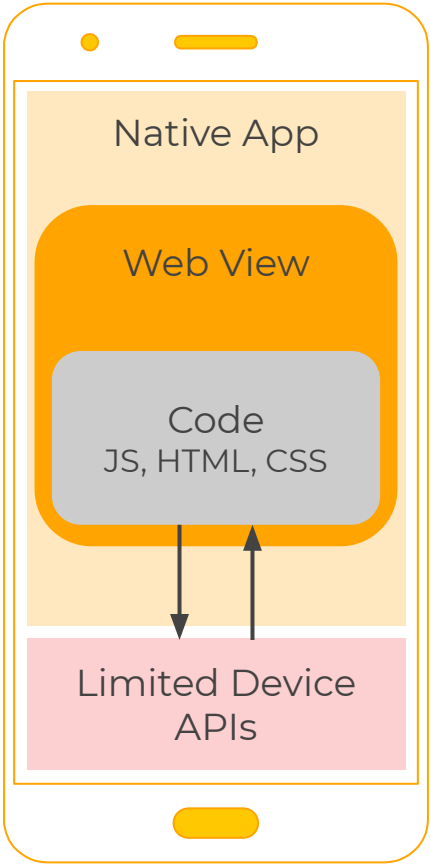 Native App
Web View
Code
JS, HTML, CSS
Limited Device
APIs